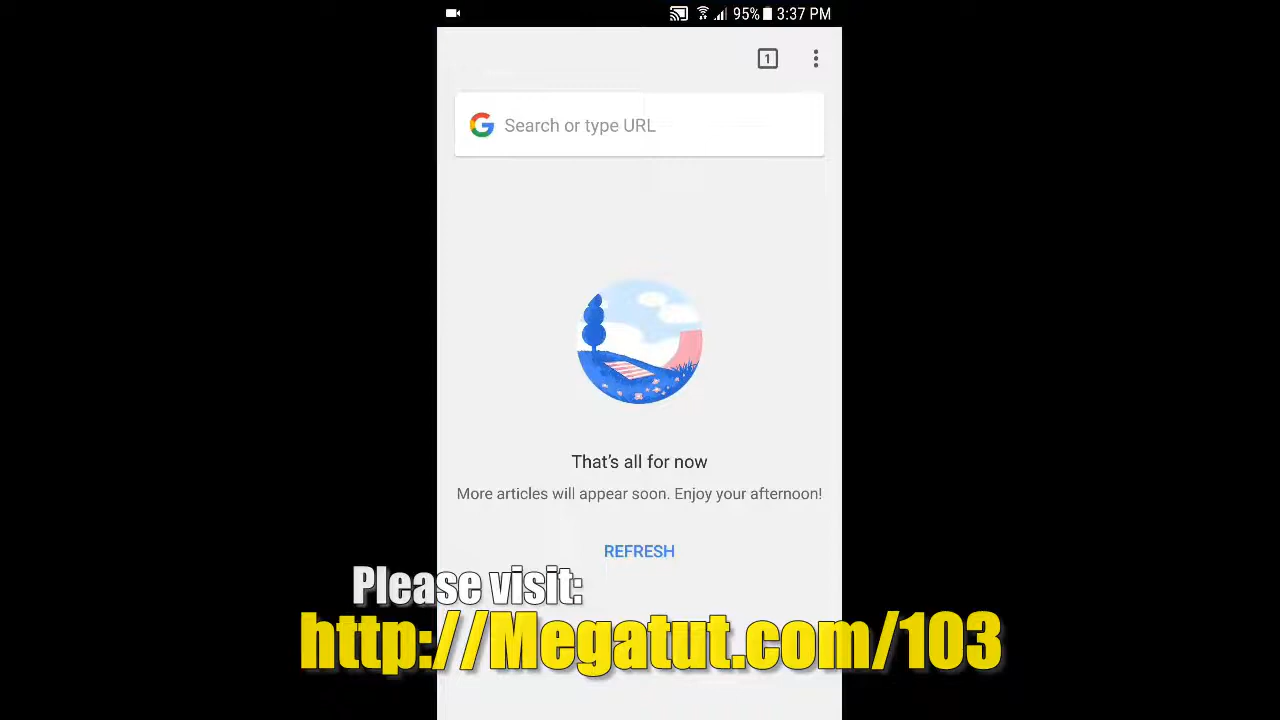 95% 3:37 PM
1
Search or type URL
That's all for now
More articles will appear soon. Enjoy your afternoon!
REFRESH
Please visit:
http://Megatut.com/103